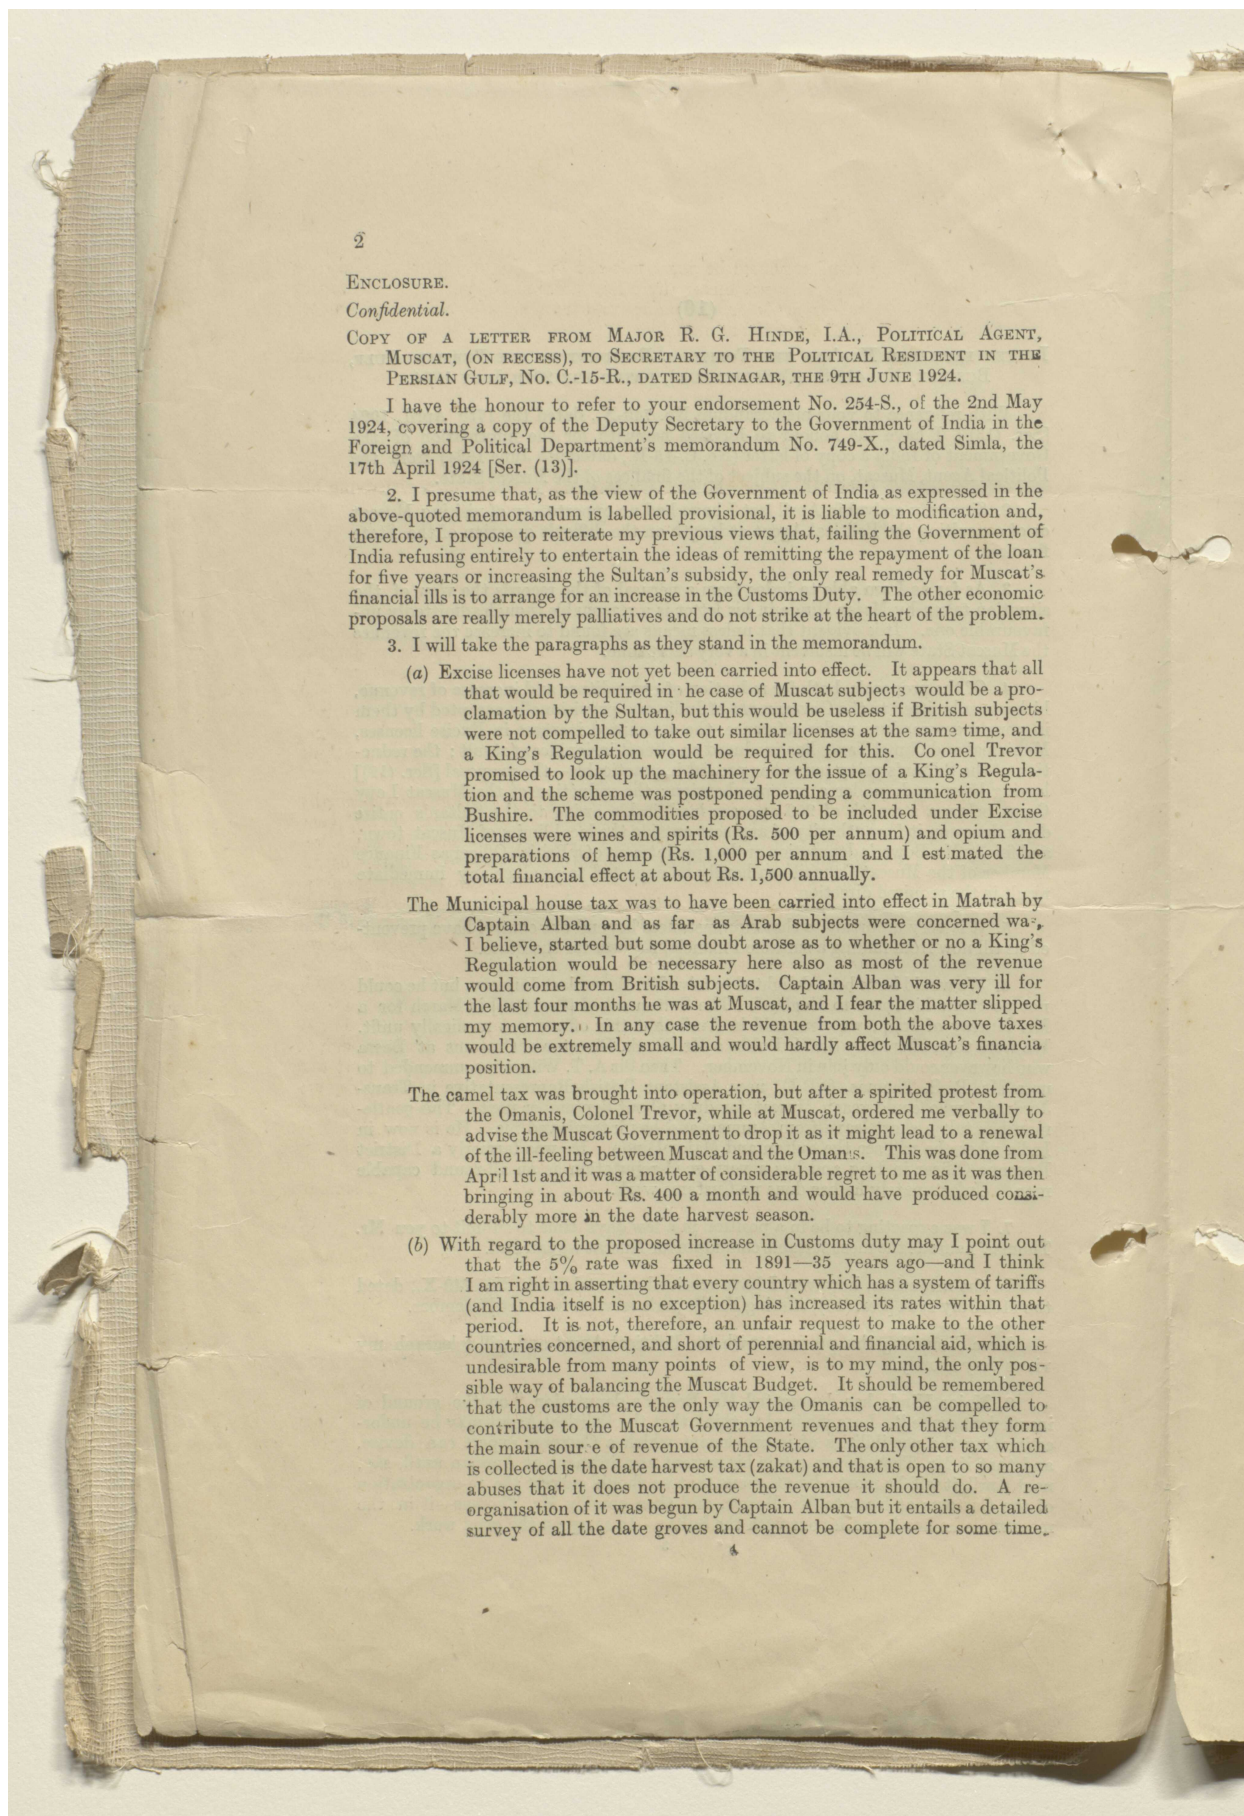 2
ENCLOSURE.
Confidential.
COPY OF A LETTER FROM MAJOR R. G. HINDE, I.A., POLITICAL AGENT,
MUSCAT, (ON RECESS), TO SECRETARY TO THE POLITICAL RESIDENT IN THE
PERSIAN GULF, NO. C.-15-R., DATED SRINAGAR, THE 9TH JUNE 1924.
I have the honour to refer to your endorsement No. 254-S., of the 2nd May
1924, covering a copy of the Deputy Secretary to the Government of India in the
Foreign and Political Department's memorandum No. 749-X., dated Simla, the
17th April 1924 [Ser. (13)].
2. I presume that, as the view of the Government of India as expressed in the
above-quoted memorandum is labelled provisional, it is liable to modification and,
therefore, I propose to reiterate my previous views that, failing the Government of
India refusing entirely to entertain the ideas of remitting the repayment of the loan
for five years or increasing the Sultan's subsidy, the only real remedy for Muscat's
financial ills is to arrange for an increase in the Customs Duty. The other economic
proposals are really merely palliatives and do not strike at the heart of the problem.
3. I will take the paragraphs as they stand in the memorandum.
(a) Excise licenses have not yet been carried into effect. It appears that all
that would be required in he case of Muscat subjects would be a pro-
clamation by the Sultan, but this would be useless if British subjects
were not compelled to take out similar licenses at the same time, and
a King's Regulation would be required for this. Co onel Trevor
promised to look up the machinery for the issue of a King's Regula-
tion and the scheme was postponed pending a communication from
Bushire. The commodities proposed to be included under Excise
licenses were wines and spirits (Rs. 500 per annum) and opium and
preparations of hemp (Rs. 1,000 per annum and I est mated the
total financial effect at about Rs. 1,500 annually.
The Municipal house tax was to have been carried into effect in Matrah by
Captain Alban and as far as Arab subjects were concerned was,
I believe, started but some doubt arose as to whether or no a King's
Regulation would be necessary here also as most of the revenue
would come from British subjects. Captain Alban was very ill for
the last four months he was at Muscat, and I fear the matter slipped
my memory. In any case the revenue from both the above taxes
would be extremely small and would hardly affect Muscat's financia
position.
The camel tax was brought into operation, but after a spirited protest from
the Omanis, Colonel Trevor, while at Muscat, ordered me verbally to
advise the Muscat Government to drop it as it might lead to a renewal
of the ill-feeling between Muscat and the Omanis. This was done from
April 1st and it was a matter of considerable regret to me as it was then
bringing in about Rs. 400 a month and would have produced consi-
derably more in the date harvest season.
(b) With regard to the proposed increase in Customs duty may I point out
that the 5% rate was fixed in 1891—35 years ago—and I think
I am right in asserting that every country which has a system of tariffs
(and India itself is no exception) has increased its rates within that
period. It is not, therefore, an unfair request to make to the other
countries concerned, and short of perennial and financial aid, which is
undesirable from many points of view, is to my mind, the only pos-
sible way of balancing the Muscat Budget. It should be remembered
that the customs are the only way the Omanis can be compelled to
contribute to the Muscat Government revenues and that they form
the main sour e of revenue of the State. The only other tax which
is collected is the date harvest tax (zakat) and that is open to so many
abuses that it does not produce the revenue it should do. A re-
organisation of it was begun by Captain Alban but it entails a detailed
survey of all the date groves and cannot be complete for some time.